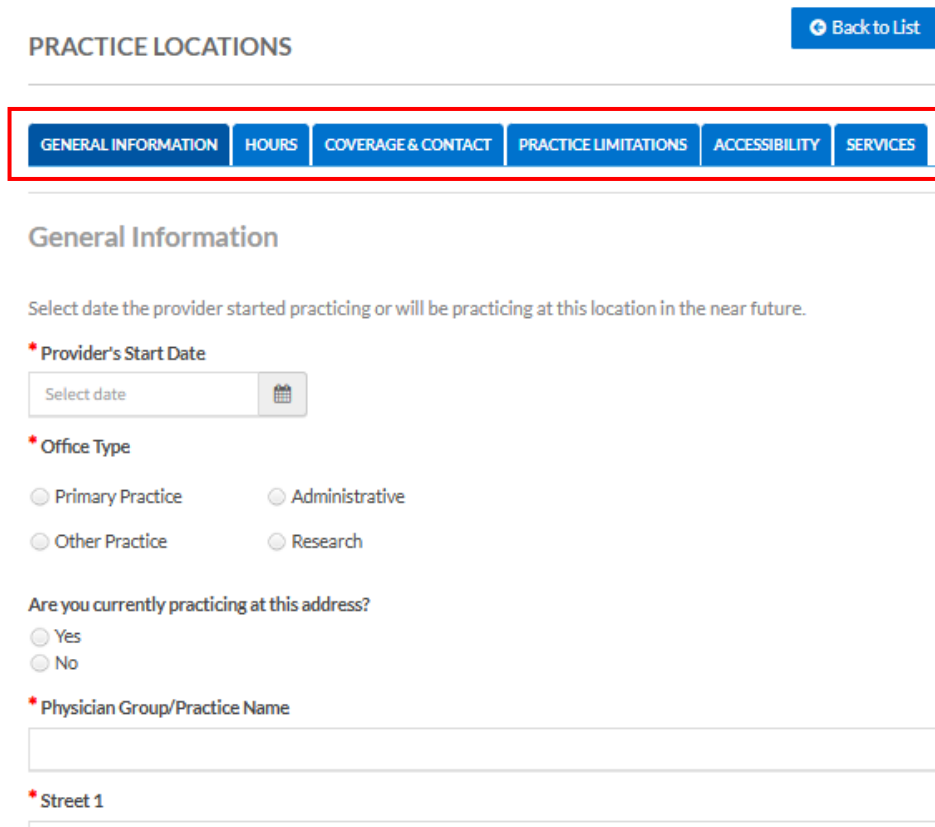 Back to List
PRACTICE LOCATIONS
GENERAL INFORMATION HOURS COVERAGE & CONTACT PRACTICE LIMITATIONS ACCESSIBILITY SERVICES
General Information
Select date the provider started practicing or will be practicing at this location in the near future.
* Provider's Start Date
Select date
* Office Type
Primary Practice Administrative
Other Practice Research
Are you currently practicing at this address?
Yes
No
* Physician Group/Practice Name
* Street 1